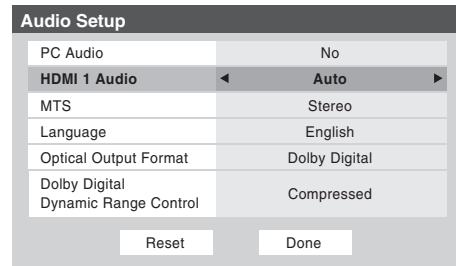 Audio Setup
PC Audio No
HDMI 1 Audio Auto
MTS Stereo
Language English
Optical Output Format Dolby Digital
Dolby Digital
Dynamic Range Control Compressed
Reset Done